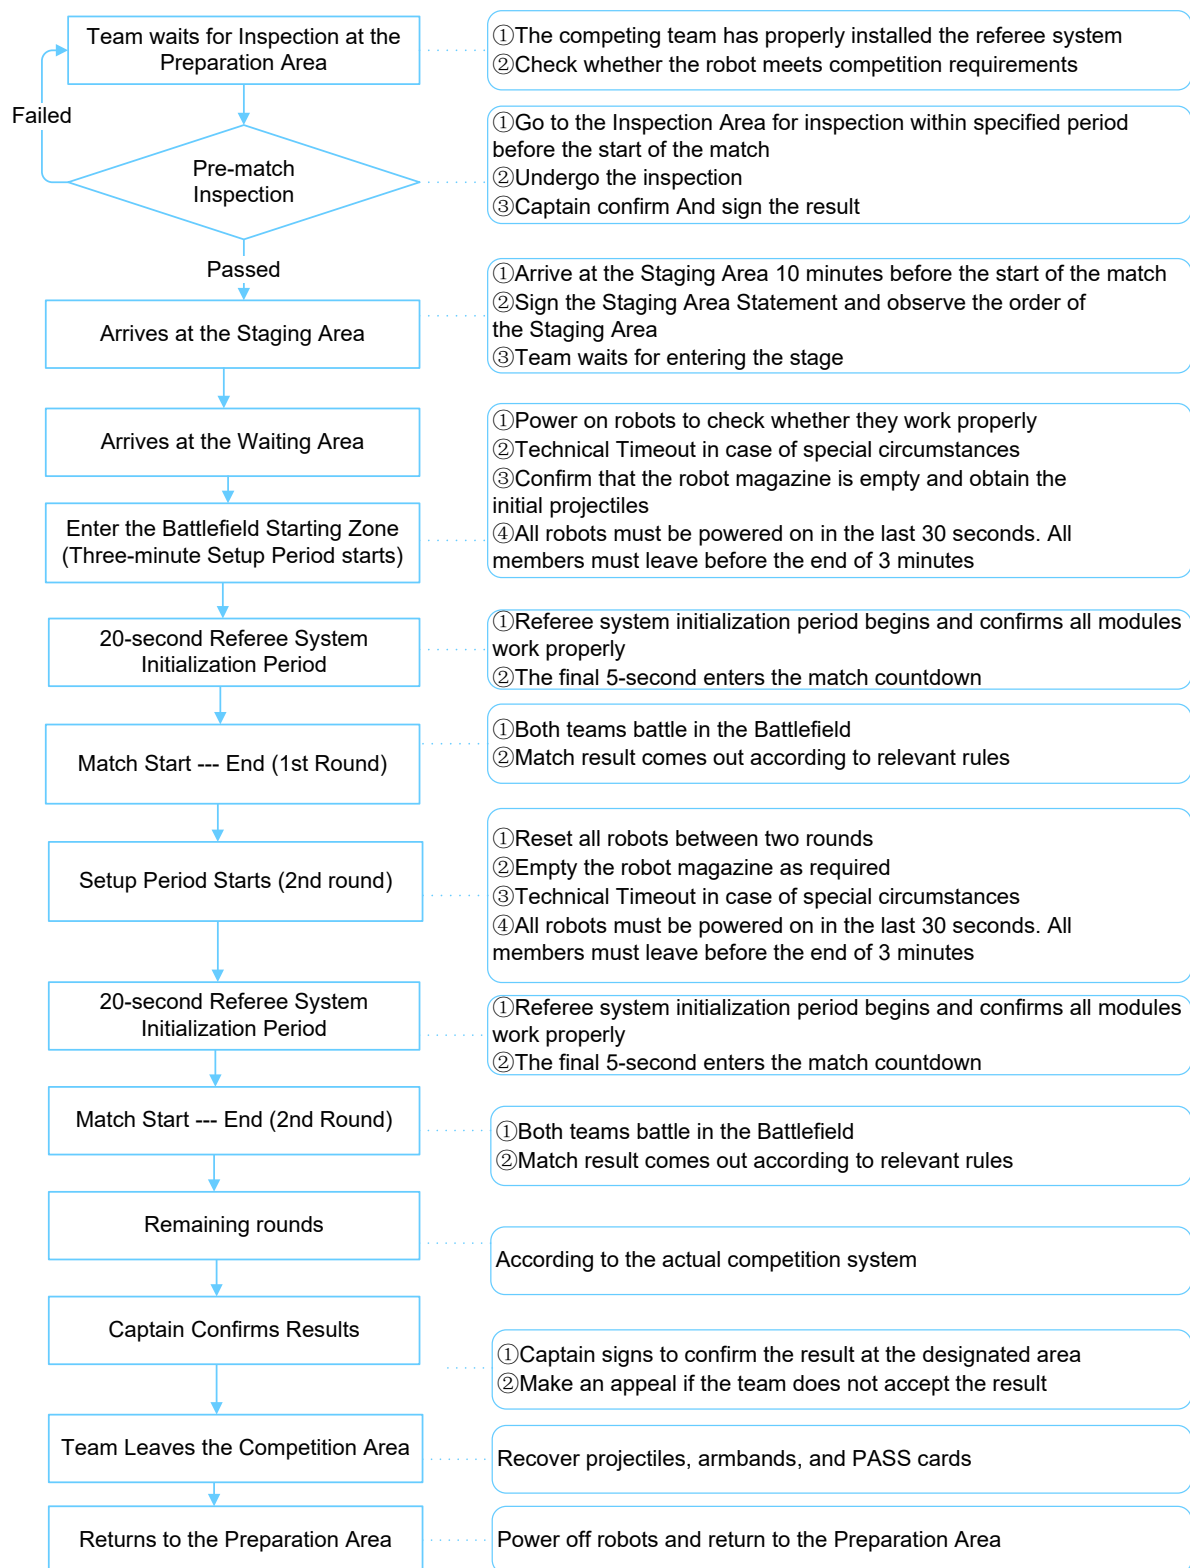 Team waits for Inspection at the
Preparation Area
①The competing team has properly installed the referee system
②Check whether the robot meets competition requirements
Failed
Pre-match
Inspection
①Go to the Inspection Area for inspection within specified period
before the start of the match
②Undergo the inspection
③Captain confirm And sign the result
Passed
Arrives at the Staging Area
①Arrive at the Staging Area 10 minutes before the start of the match
②Sign the Staging Area Statement and observe the order of
the Staging Area
③Team waits for entering the stage
Arrives at the Waiting Area
Enter the Battlefield Starting Zone
(Three-minute Setup Period starts)
①Power on robots to check whether they work properly
②Technical Timeout in case of special circumstances
③Confirm that the robot magazine is empty and obtain the
initial projectiles
④All robots must be powered on in the last 30 seconds. All
members must leave before the end of 3 minutes
20-second Referee System
Initialization Period
①Referee system initialization period begins and confirms all modules
work properly
②The final 5-second enters the match countdown
Match Start --- End (1st Round)
①Both teams battle in the Battlefield
②Match result comes out according to relevant rules
Setup Period Starts (2nd round)
①Reset all robots between two rounds
②Empty the robot magazine as required
③Technical Timeout in case of special circumstances
④All robots must be powered on in the last 30 seconds. All
members must leave before the end of 3 minutes
20-second Referee System
Initialization Period
①Referee system initialization period begins and confirms all modules
work properly
②The final 5-second enters the match countdown
Match Start --- End (2nd Round)
①Both teams battle in the Battlefield
②Match result comes out according to relevant rules
Remaining rounds
According to the actual competition system
Captain Confirms Results
①Captain signs to confirm the result at the designated area
②Make an appeal if the team does not accept the result
Team Leaves the Competition Area
Recover projectiles, armbands, and PASS cards
Returns to the Preparation Area
Power off robots and return to the Preparation Area